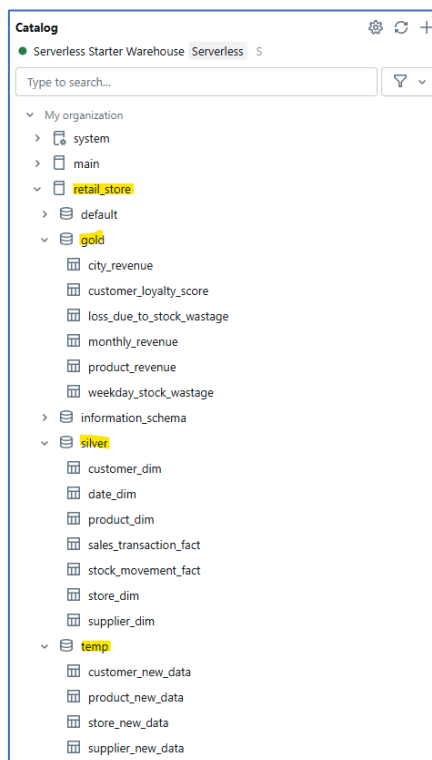 Catalog
Serverless Starter Warehouse Serverless S
Type to search...
My organization
system
main
retail_store
default
gold
city_revenue
customer_loyalty_score
loss_due_to_stock_wastage
monthly_revenue
product_revenue
weekday_stock_wastage
information_schema
silver
customer_dim
date_dim
product_dim
sales_transaction_fact
stock_movement_fact
store_dim
supplier_dim
temp
customer_new_data
product_new_data
store_new_data
supplier_new_data